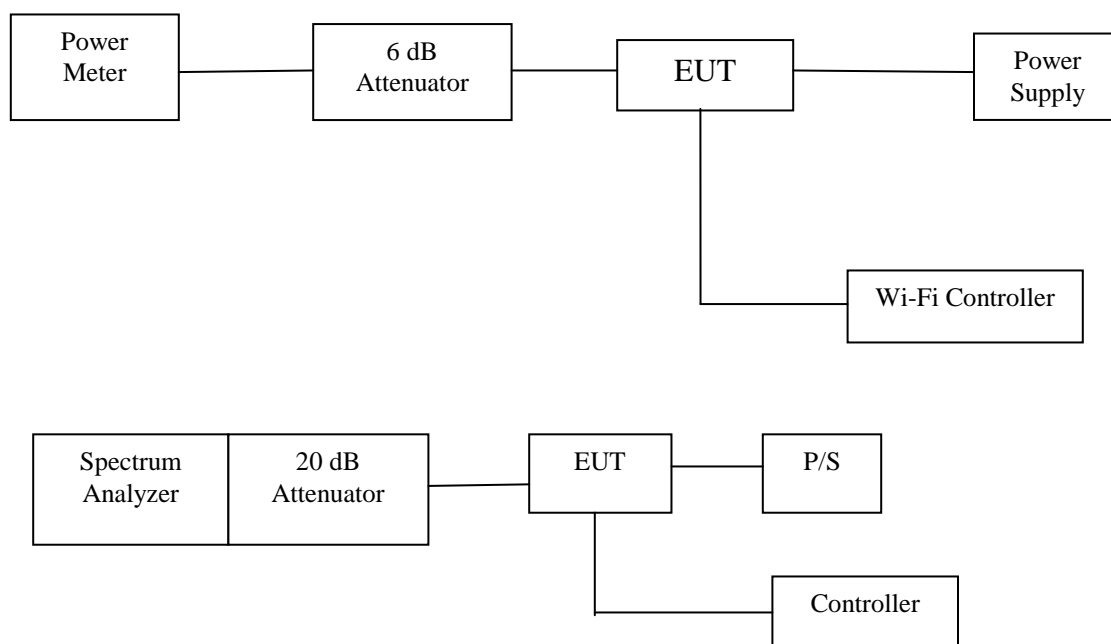 Power
Meter
6 dB
Attenuator
EUT
Power
Supply
Wi-Fi Controller
Spectrum
Analyzer
20 dB
Attenuator
EUT
P/S
Controller